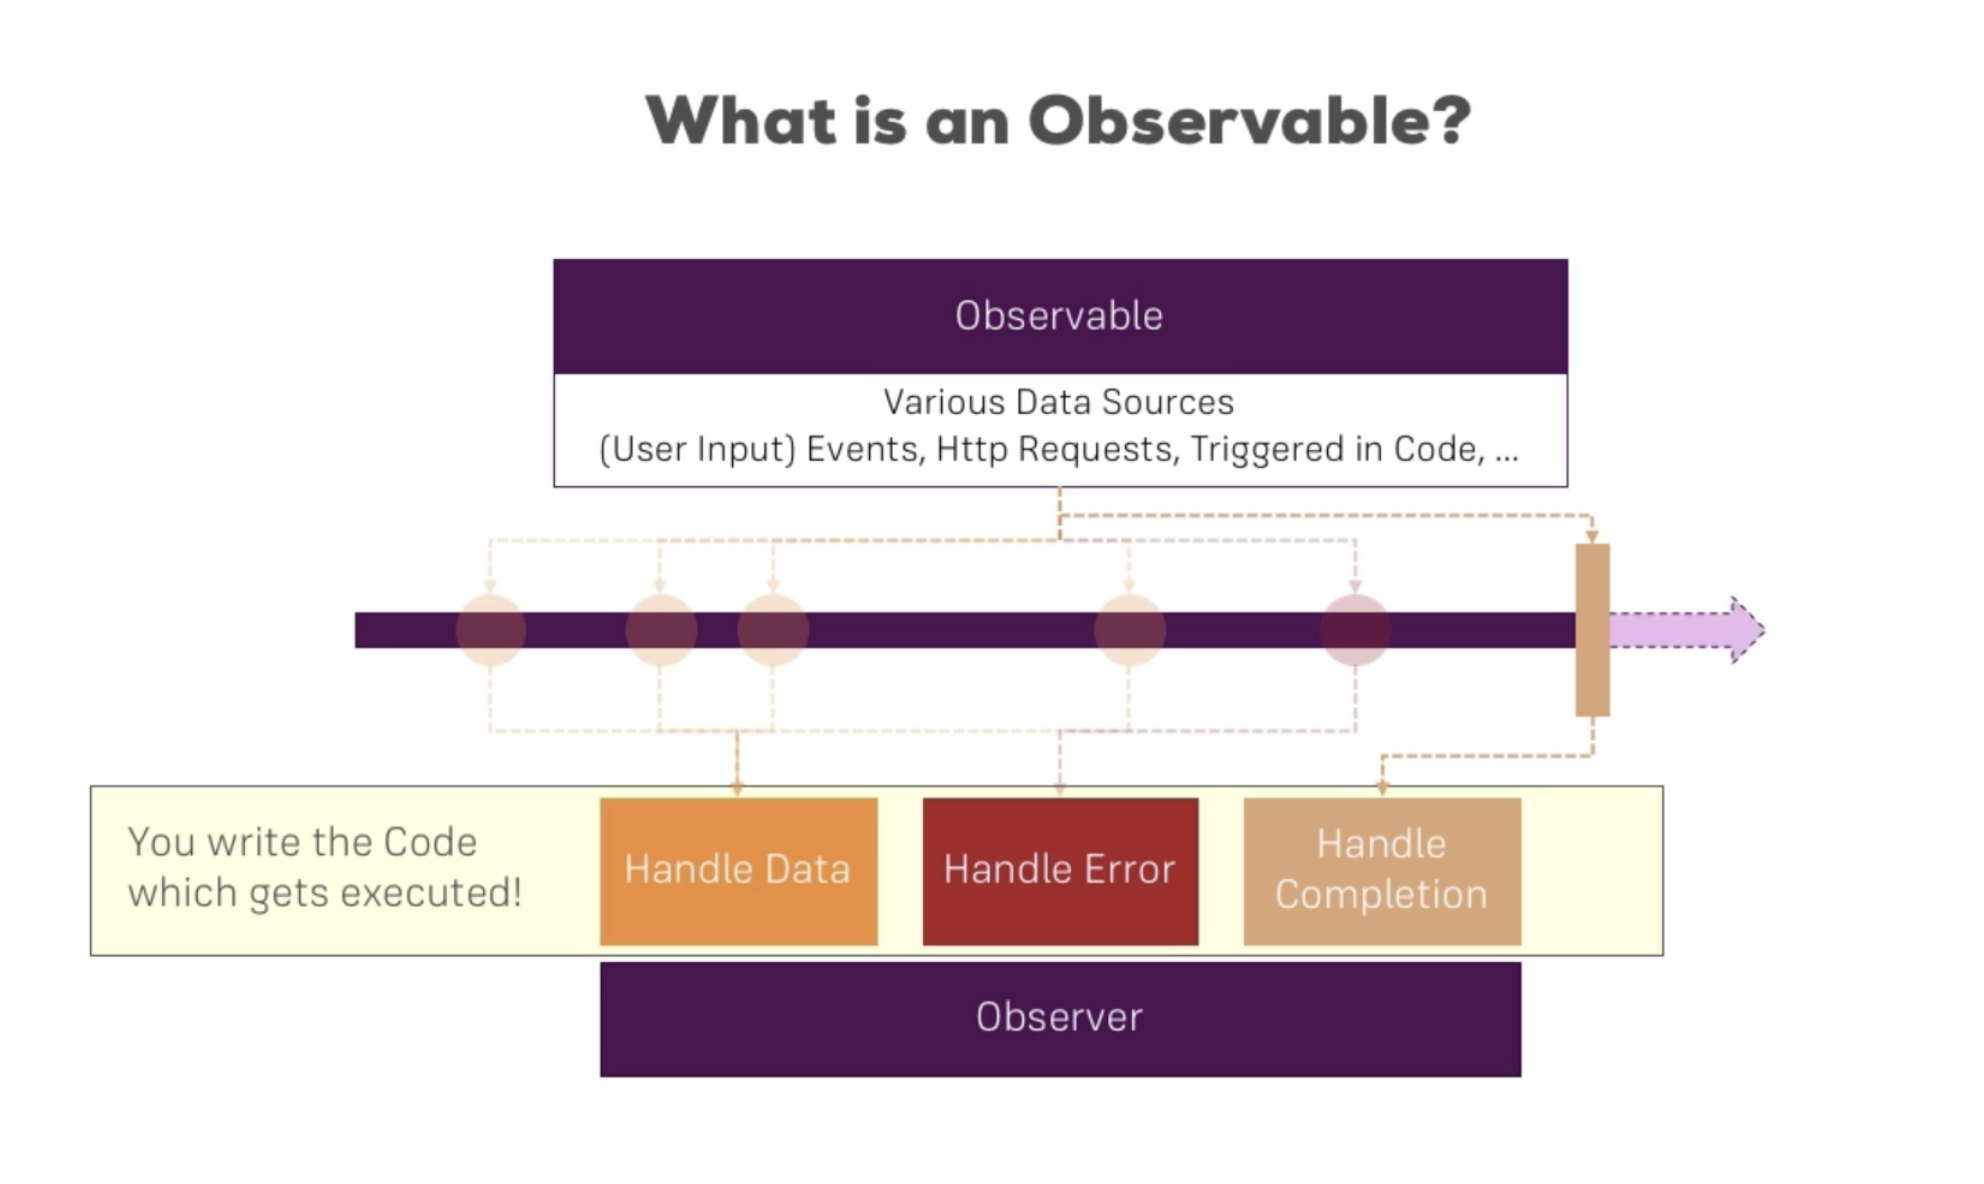 What is an Observable?
Observable
Various Data Sources
(User Input) Events, Http Requests, Triggered in Code, ...
You write the Code
which gets executed!
Handle Data
Handle Error
Handle
Completion
Observer